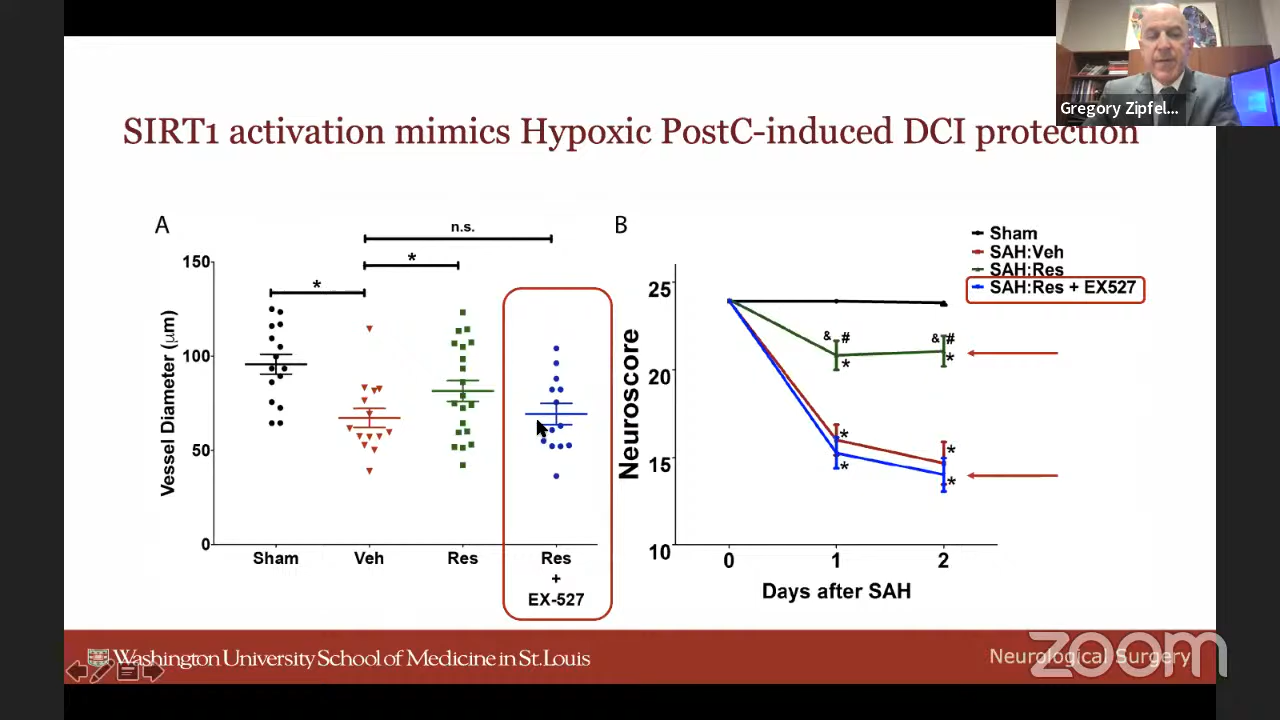 Gregory Zipfel...
SIRT1 activation mimics Hypoxic PostC-induced DCI protection
A
n.s.
*
*
150
100
50
0
Vessel Diameter (μm)
Sham
Veh
Res
Res
+
EX-527
B
Sham
SAH:Veh
SAH:Res
SAH:Res + EX527
25
20
15
10
Neuroscore
& #
*
& #
*
*
*
*
*
0
1
2
Days after SAH
Washington University School of Medicine in St. Louis
Neurological Surgery
zoom